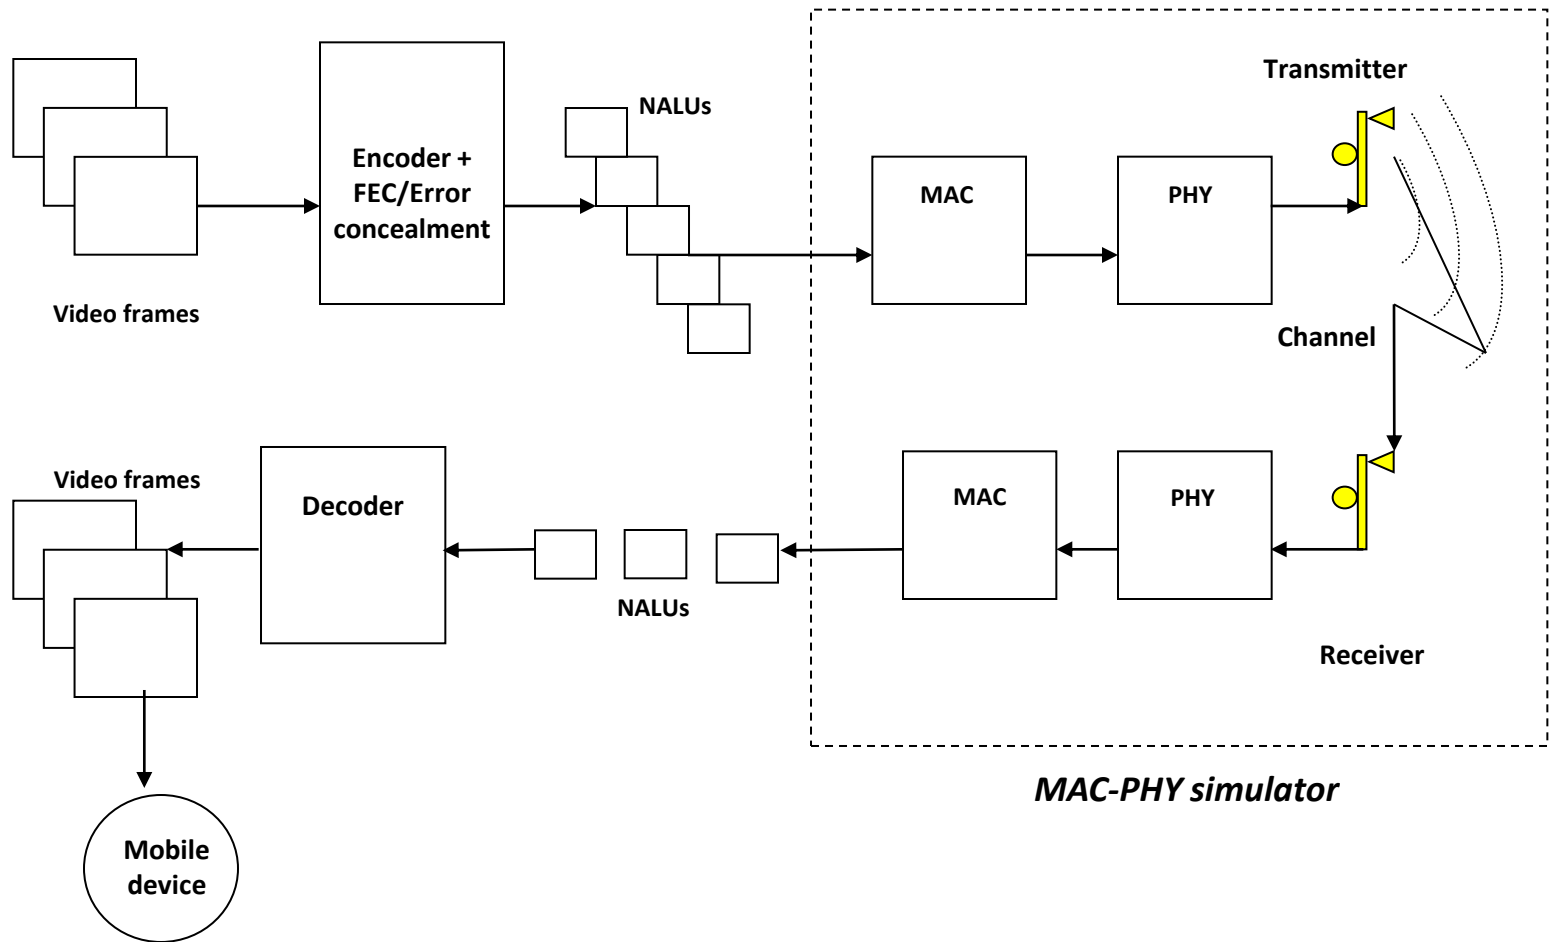 Transmitter
NALUs
Encoder +
FEC/Error
concealment
MAC
PHY
Video frames
Channel
Video frames
Decoder
MAC
PHY
NALUs
Receiver
MAC-PHY simulator
Mobile
device